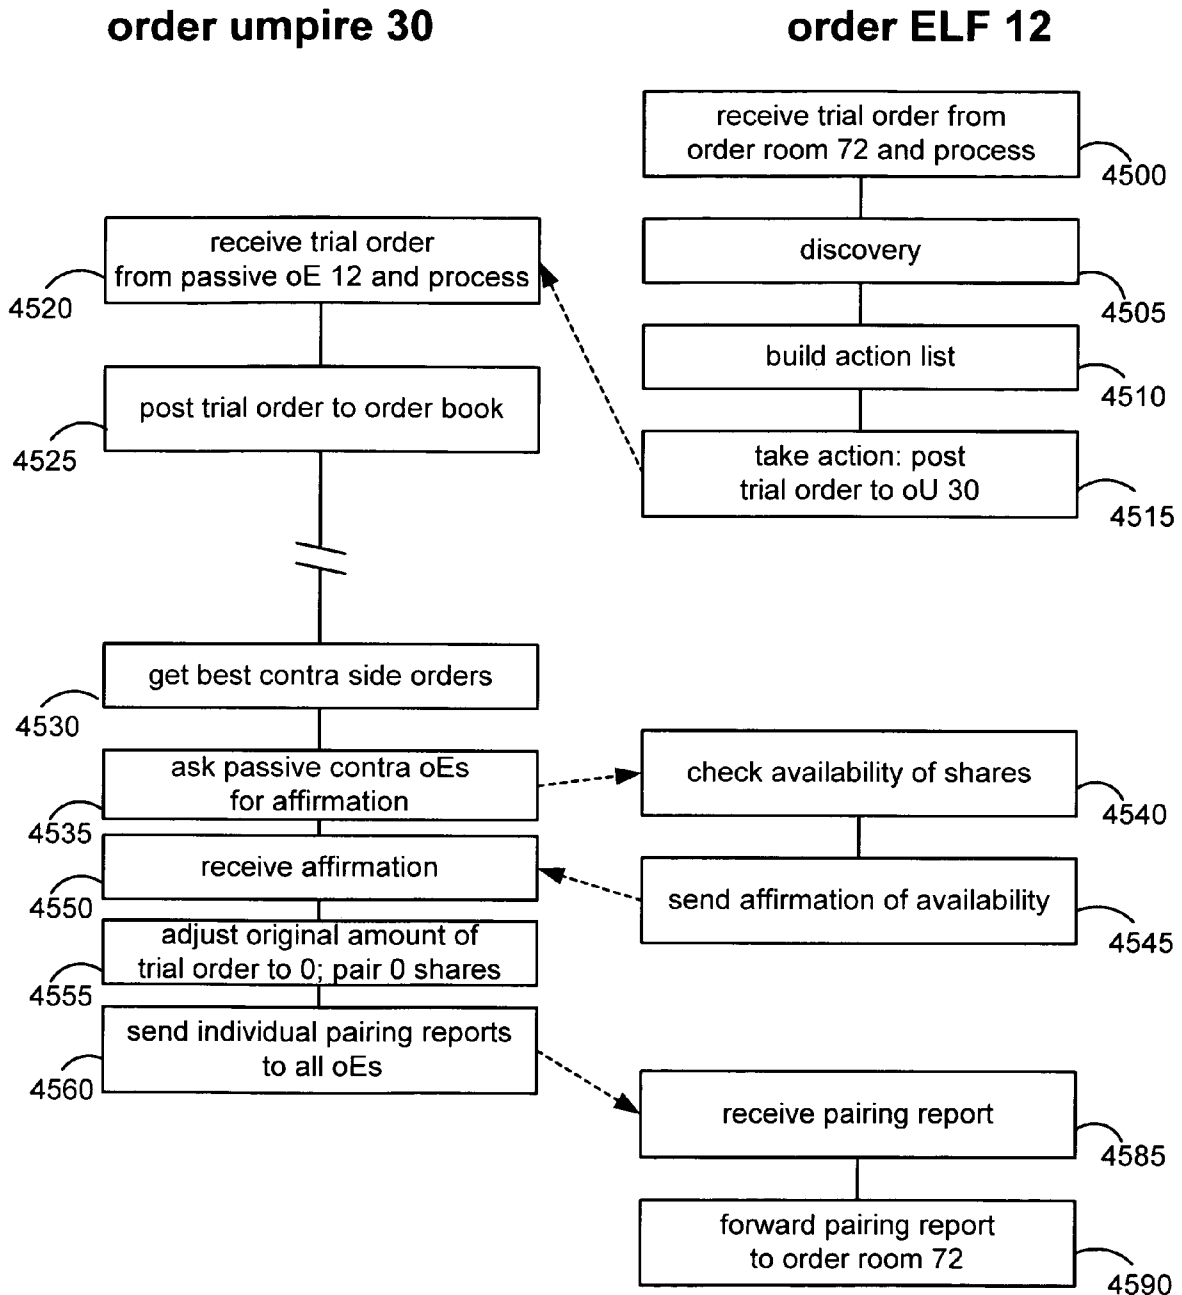 order umpire 30
order ELF 12
receive trial order from
order room 72 and process
4500
receive trial order
from passive oE 12 and process
4520
discovery
4505
build action list
4510
post trial order to order book
4525
take action: post
trial order to oU 30
4515
get best contra side orders
4530
ask passive contra oEs
for affirmation
4535
check availability of shares
4540
receive affirmation
4550
send affirmation of availability
4545
adjust original amount of
trial order to 0; pair 0 shares
4555
send individual pairing reports
to all oEs
4560
receive pairing report
4585
forward pairing report
to order room 72
4590